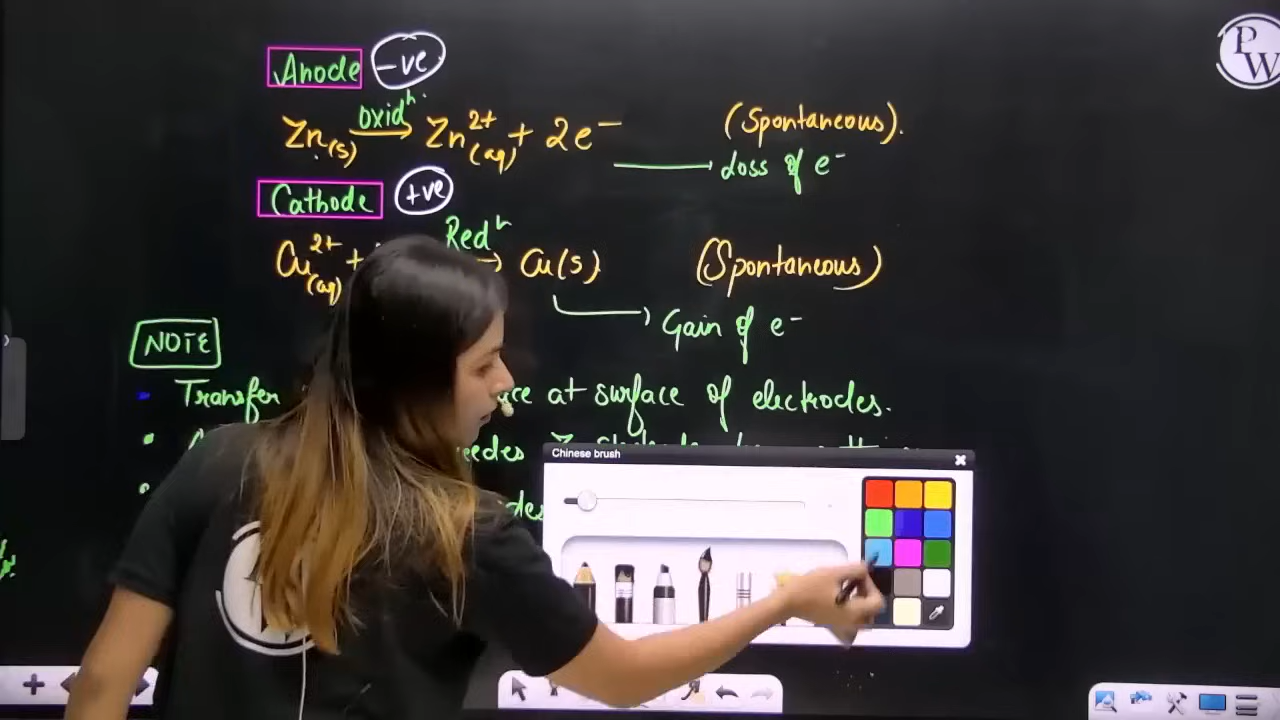 Anode -ve
oxidⁿ.
Zn(s) → Zn²⁺(aq) + 2e⁻ (Spontaneous).
→ Loss of e⁻
Cathode +ve
Redⁿ
Cu²⁺(aq) + → Cu(s) (Spontaneous)
→ Gain of e⁻
NOTE
Transfer at surface of electrodes.
Chinese brush
PW